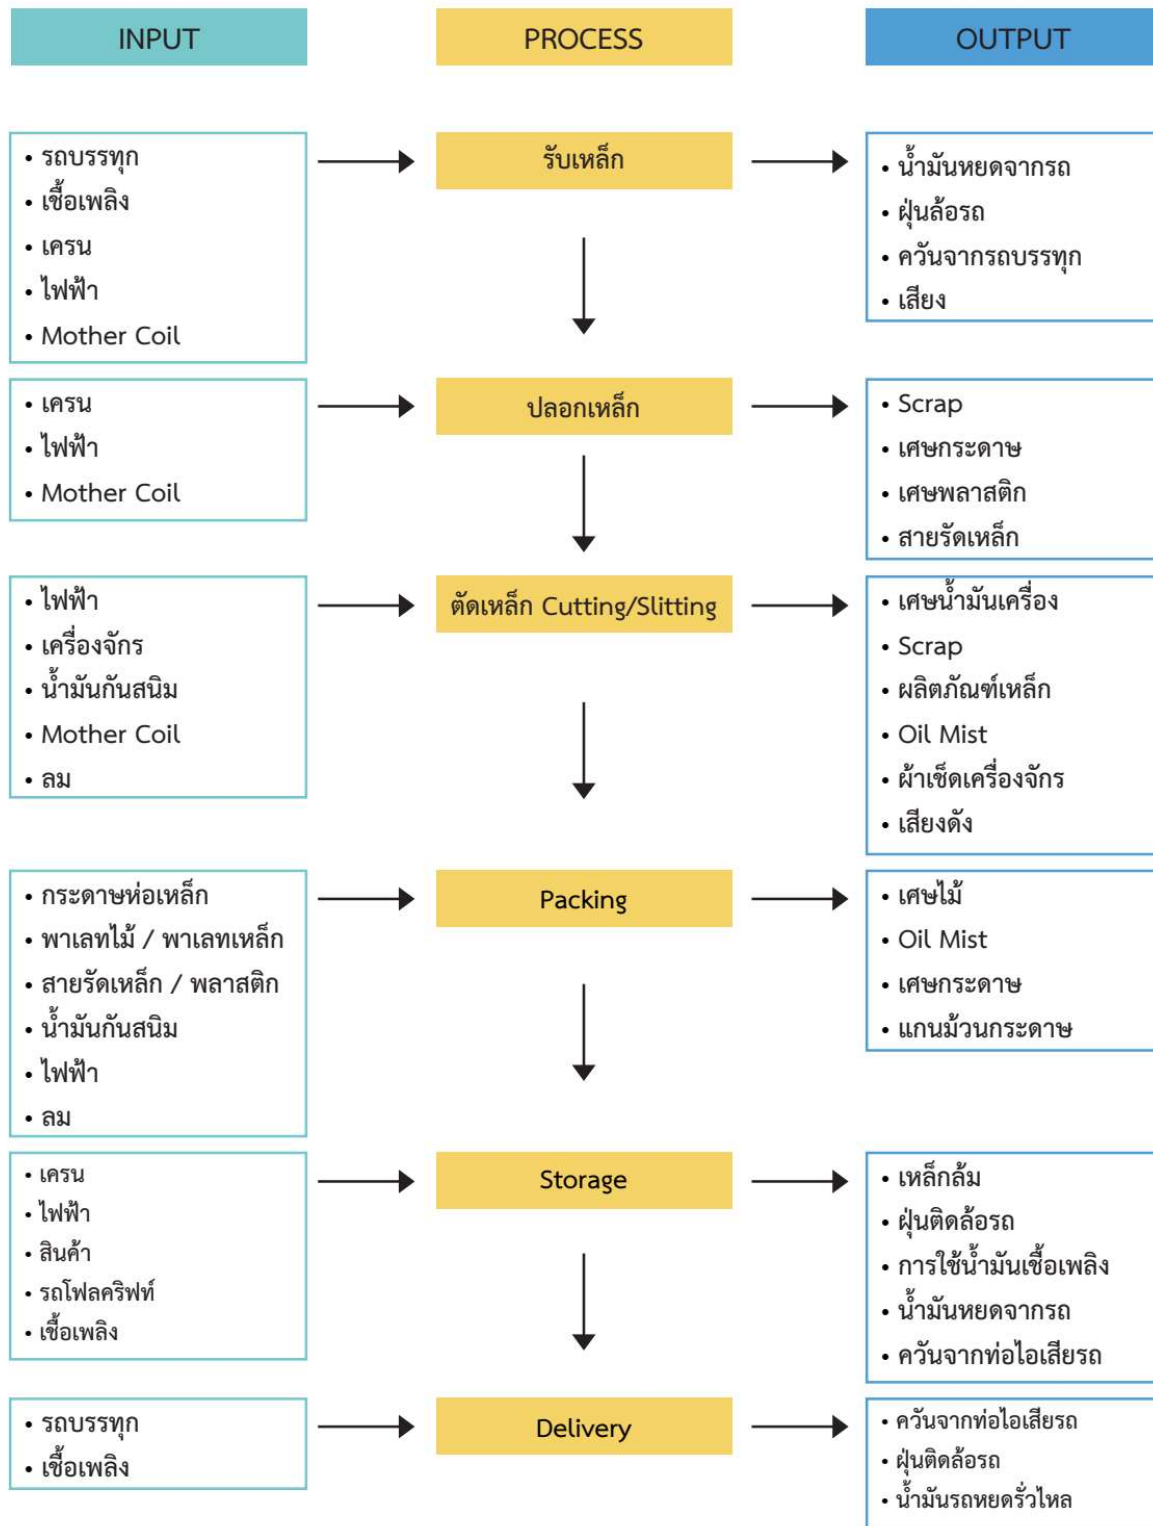 INPUT
PROCESS
OUTPUT
• รถบรรทุก
• เชื้อเพลิง
• เครน
• ไฟฟ้า
• Mother Coil
รับเหล็ก
• น้ำมันหยดจากรถ
• ฝุ่นล้อรถ
• ควันจากรถบรรทุก
• เสียง
• เครน
• ไฟฟ้า
• Mother Coil
ปลอกเหล็ก
• Scrap
• เศษกระดาษ
• เศษพลาสติก
• สายรัดเหล็ก
• ไฟฟ้า
• เครื่องจักร
• น้ำมันกันสนิม
• Mother Coil
• ลม
ตัดเหล็ก Cutting/Slitting
• เศษน้ำมันเครื่อง
• Scrap
• ผลิตภัณฑ์เหล็ก
• Oil Mist
• ผ้าเช็ดเครื่องจักร
• เสียงดัง
• กระดาษห่อเหล็ก
• พาเลทไม้ / พาเลทเหล็ก
• สายรัดเหล็ก / พลาสติก
• น้ำมันกันสนิม
• ไฟฟ้า
• ลม
Packing
• เศษไม้
• Oil Mist
• เศษกระดาษ
• แกนม้วนกระดาษ
• เครน
• ไฟฟ้า
• สินค้า
• รถโฟลคริฟท์
• เชื้อเพลิง
Storage
• เหล็กล้ม
• ฝุ่นติดล้อรถ
• การใช้น้ำมันเชื้อเพลิง
• น้ำมันหยดจากรถ
• ควันจากท่อไอเสียรถ
• รถบรรทุก
• เชื้อเพลิง
Delivery
• ควันจากท่อไอเสียรถ
• ฝุ่นติดล้อรถ
• น้ำมันรถหยดรั่วไหล